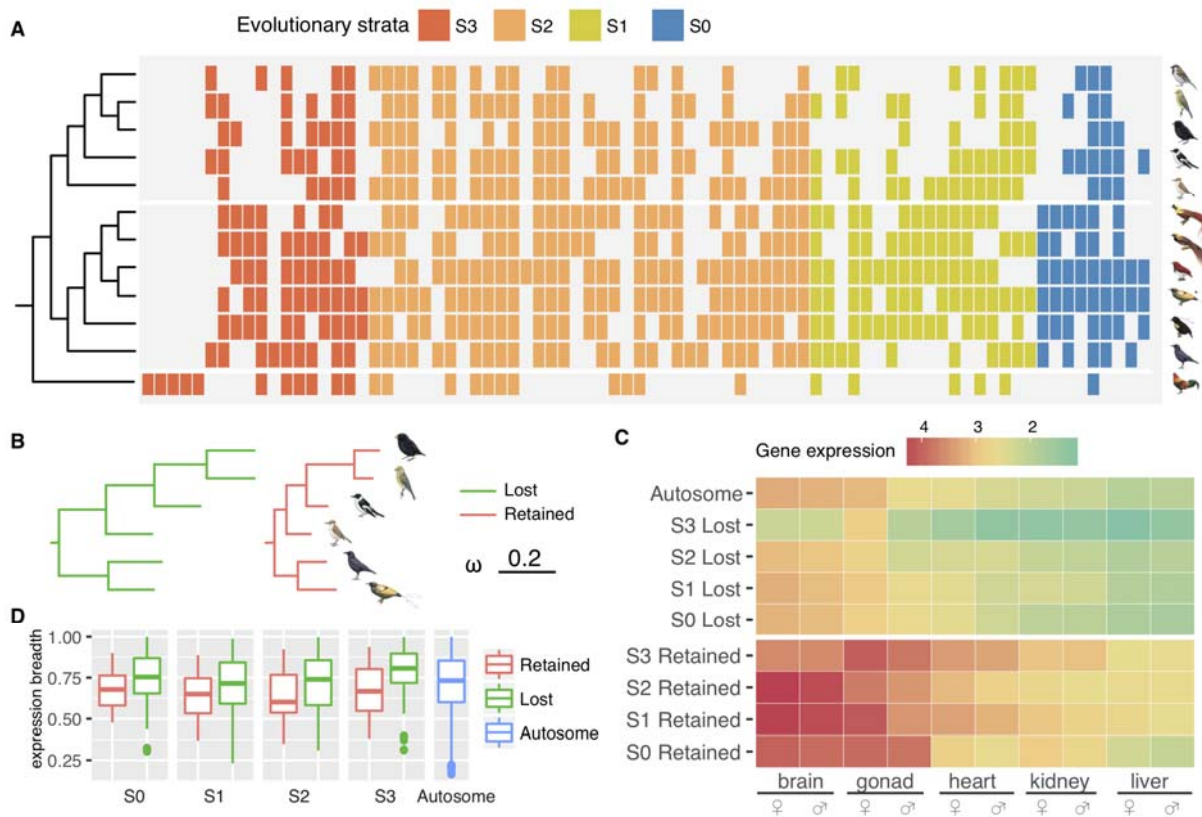 A
Evolutionary strata S3 S2 S1 S0
B
Lost
Retained
ω 0.2
C
Gene expression 4 3 2
Autosome
S3 Lost
S2 Lost
S1 Lost
S0 Lost
S3 Retained
S2 Retained
S1 Retained
S0 Retained
brain gonad heart kidney liver
♀ ♂ ♀ ♂ ♀ ♂ ♀ ♂ ♀ ♂
D
expression breadth
1.00
0.75
0.50
0.25
S0 S1 S2 S3 Autosome
Retained
Lost
Autosome